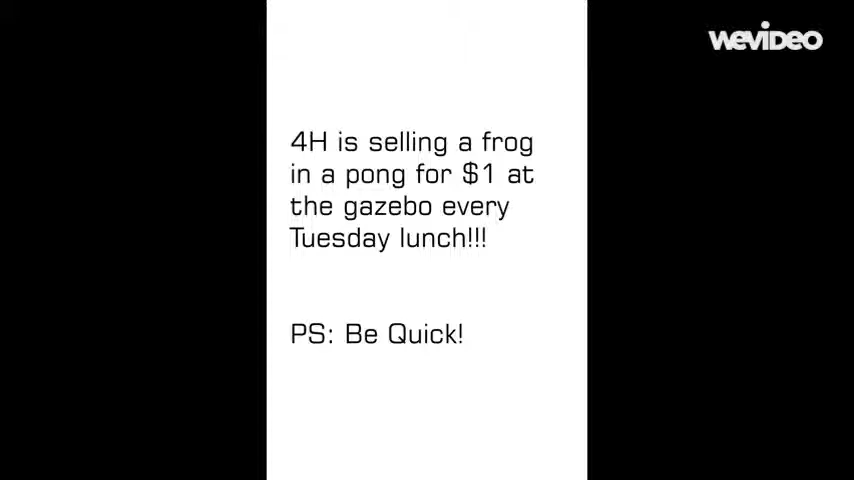 WeVideo
4H is selling a frog
in a pong for $1 at
the gazebo every
Tuesday lunch!!!
PS: Be Quick!